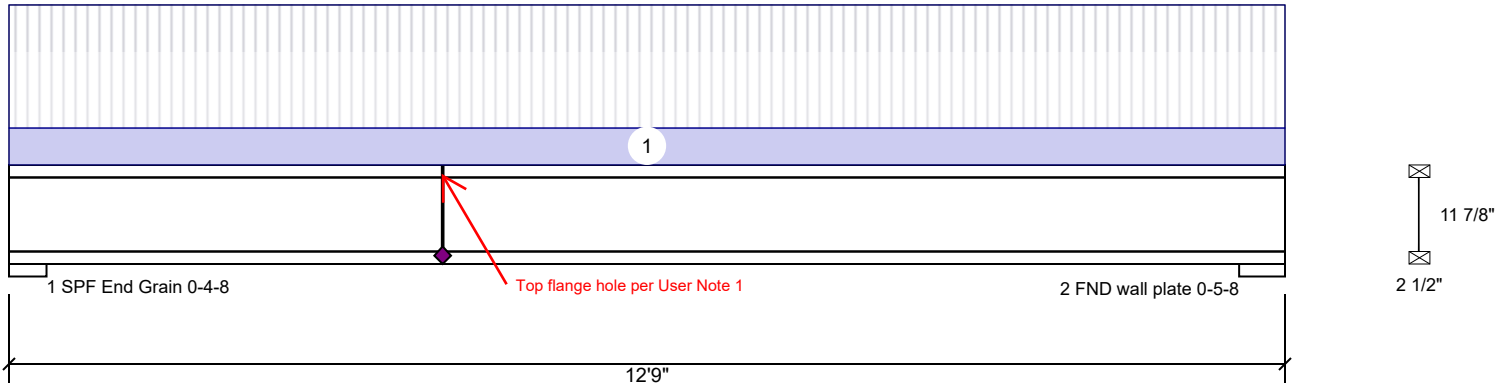 1
11 7/8"
2 1/2"
1 SPF End Grain 0-4-8
Top flange hole per User Note 1
2 FND wall plate 0-5-8
12'9"